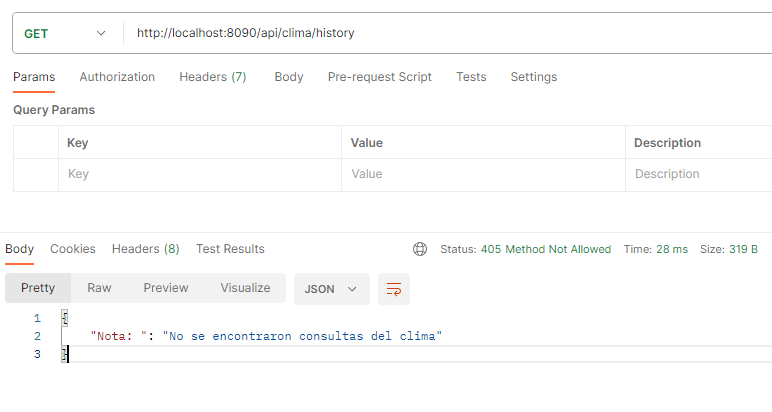 GET http://localhost:8090/api/clima/history
Params Authorization Headers (7) Body Pre-request Script Tests Settings
Query Params
Key Value Description
Key Value Description
Body Cookies Headers (8) Test Results Status: 405 Method Not Allowed Time: 28 ms Size: 319 B
Pretty Raw Preview Visualize JSON
1 {
2 "Nota: ": "No se encontraron consultas del clima"
3 }